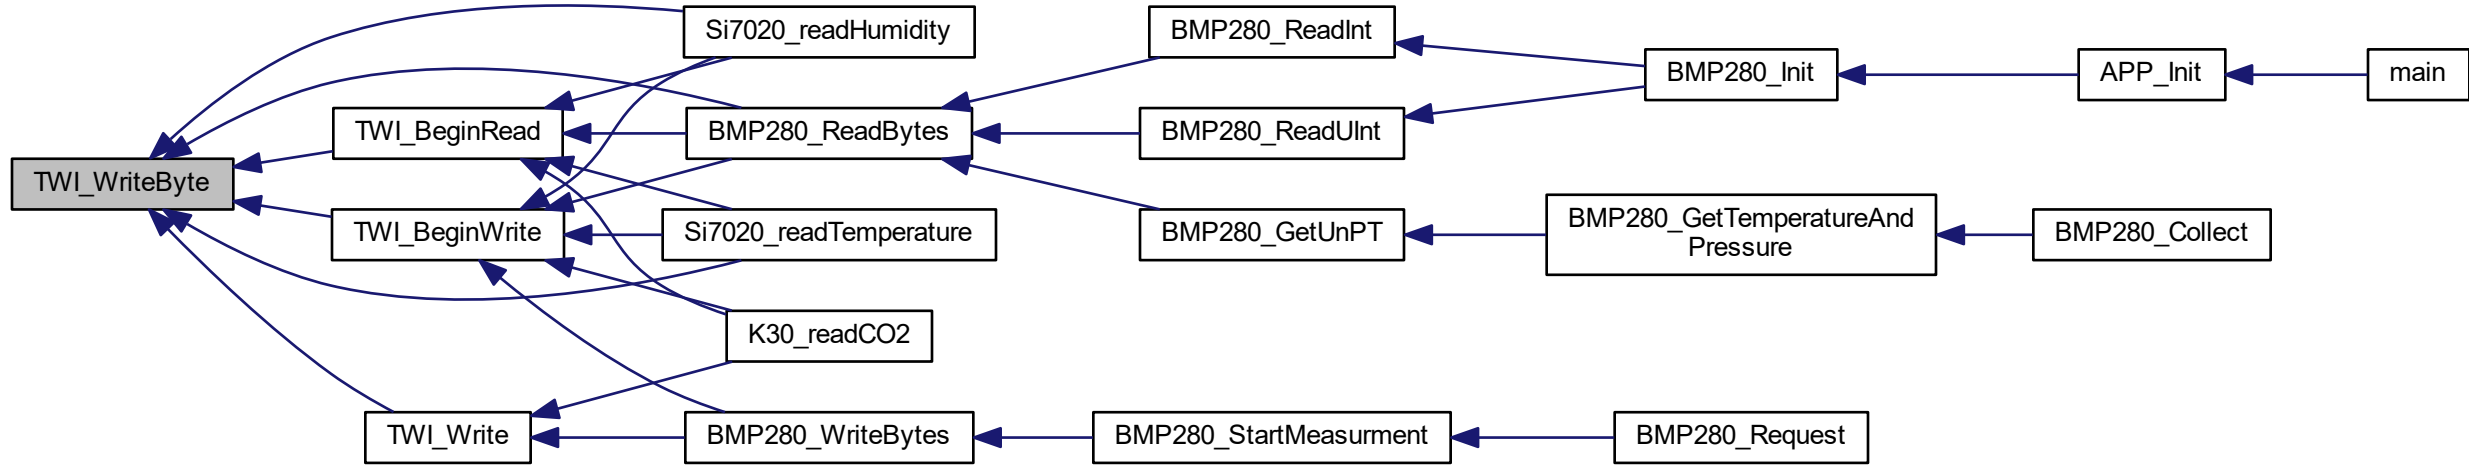 TWI_WriteByte
TWI_BeginRead
TWI_BeginWrite
TWI_Write
Si7020_readHumidity
BMP280_ReadBytes
Si7020_readTemperature
K30_readCO2
BMP280_WriteBytes
BMP280_ReadInt
BMP280_ReadUInt
BMP280_GetUnPT
BMP280_StartMeasurment
BMP280_Init
BMP280_GetTemperatureAnd
Pressure
BMP280_Request
APP_Init
BMP280_Collect
main